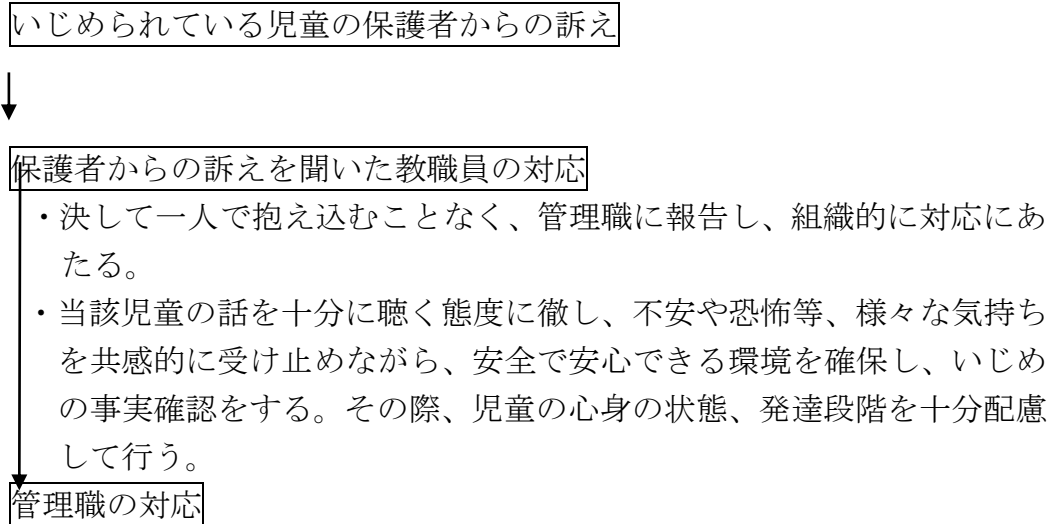 いじめられている児童の保護者からの訴え
保護者からの訴えを聞いた教職員の対応
・決して一人で抱え込むことなく、管理職に報告し、組織的に対応にあ
たる。
・当該児童の話を十分に聴く態度に徹し、不安や恐怖等、様々な気持ち
を共感的に受け止めながら、安全で安心できる環境を確保し、いじめ
の事実確認をする。その際、児童の心身の状態、発達段階を十分配慮
して行う。
管理職の対応